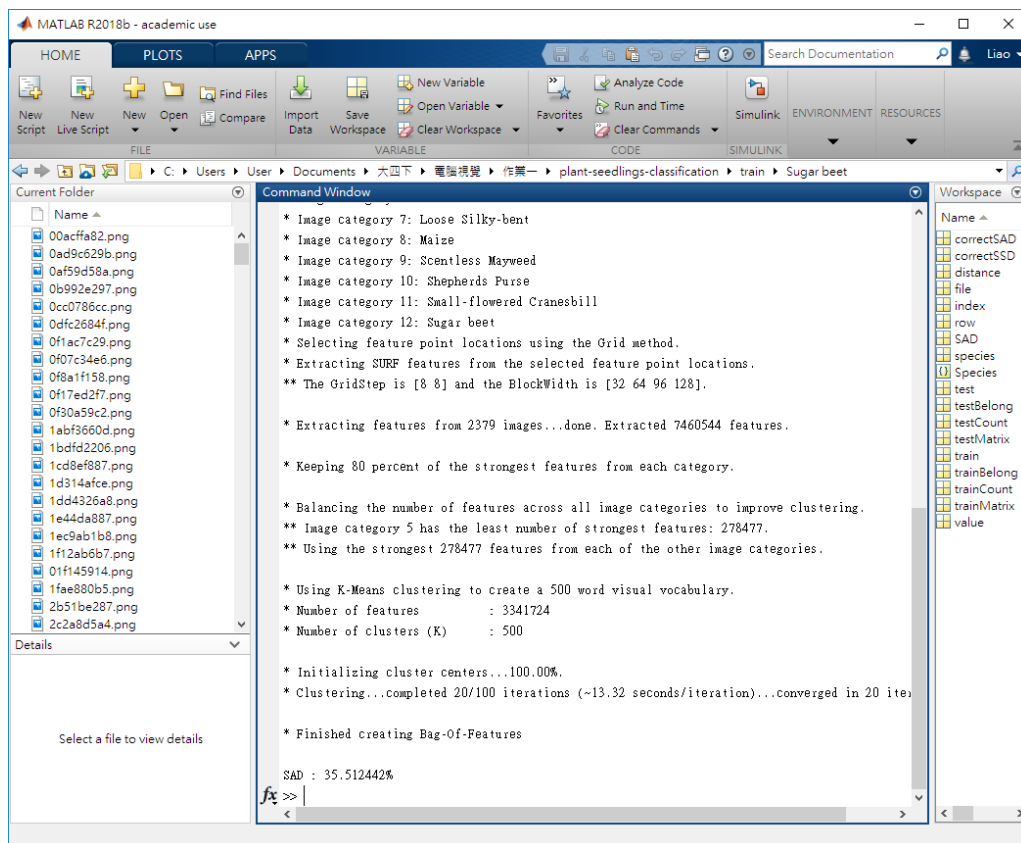 MATLAB R2018b - academic use
HOME PLOTS APPS
Search Documentation
Liao
New Script
New Live Script
New
Open
Find Files
Compare
FILE
Import Data
Save Workspace
New Variable
Open Variable
Clear Workspace
VARIABLE
Favorites
Analyze Code
Run and Time
Clear Commands
CODE
Simulink
SIMULINK
ENVIRONMENT
RESOURCES
C: Users User Documents 大四下 電腦視覺 作業一 plant-seedlings-classification train Sugar beet
Current Folder
Name
00acffa82.png
0ad9c629b.png
0af59d58a.png
0b992e297.png
0cc0786cc.png
0dfc2684f.png
0f1ac7c29.png
0f07c34e6.png
0f8a1f158.png
0f17ed2f7.png
0f30a59c2.png
1abf3660d.png
1bdfd2206.png
1cd8ef887.png
1d314afce.png
1dd4326a8.png
1e44da887.png
1ec9ab1b8.png
1f12ab6b7.png
01f145914.png
1fae880b5.png
2b51be287.png
2c2a8d5a4.png
Details
Select a file to view details
Command Window
* Image category 7: Loose Silky-bent
* Image category 8: Maize
* Image category 9: Scentless Mayweed
* Image category 10: Shepherds Purse
* Image category 11: Small-flowered Cranesbill
* Image category 12: Sugar beet
* Selecting feature point locations using the Grid method.
* Extracting SURF features from the selected feature point locations.
** The GridStep is [8 8] and the BlockWidth is [32 64 96 128].
* Extracting features from 2379 images...done. Extracted 7460544 features.
* Keeping 80 percent of the strongest features from each category.
* Balancing the number of features across all image categories to improve clustering.
** Image category 5 has the least number of strongest features: 278477.
** Using the strongest 278477 features from each of the other image categories.
* Using K-Means clustering to create a 500 word visual vocabulary.
* Number of features : 3341724
* Number of clusters (K) : 500
* Initializing cluster centers...100.00%.
* Clustering...completed 20/100 iterations (~13.32 seconds/iteration)...converged in 20
* Finished creating Bag-Of-Features
SAD : 35.512442%
fx >>
Workspace
Name
correctSAD
correctSSD
distance
file
index
row
SAD
species
Species
test
testBelong
testCount
testMatrix
train
trainBelong
trainCount
trainMatrix
value